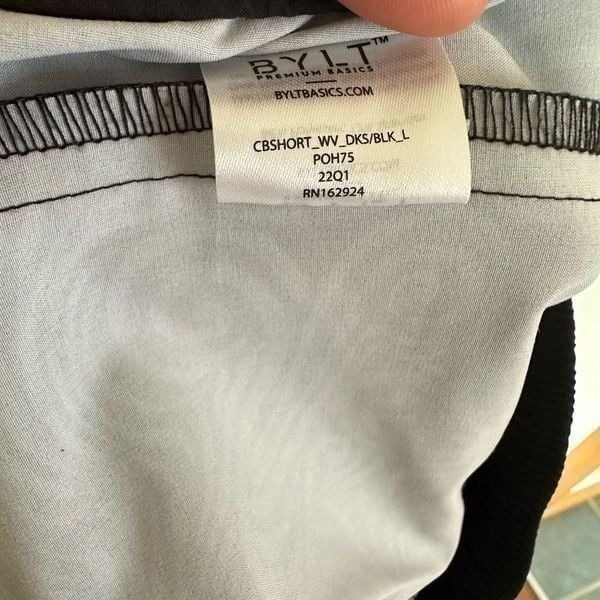 BYLT™
PREMIUM BASICS
BYLTBASICS.COM
CBSHORT_WV_DKS/BLK_L
POH75
22Q1
RN162924